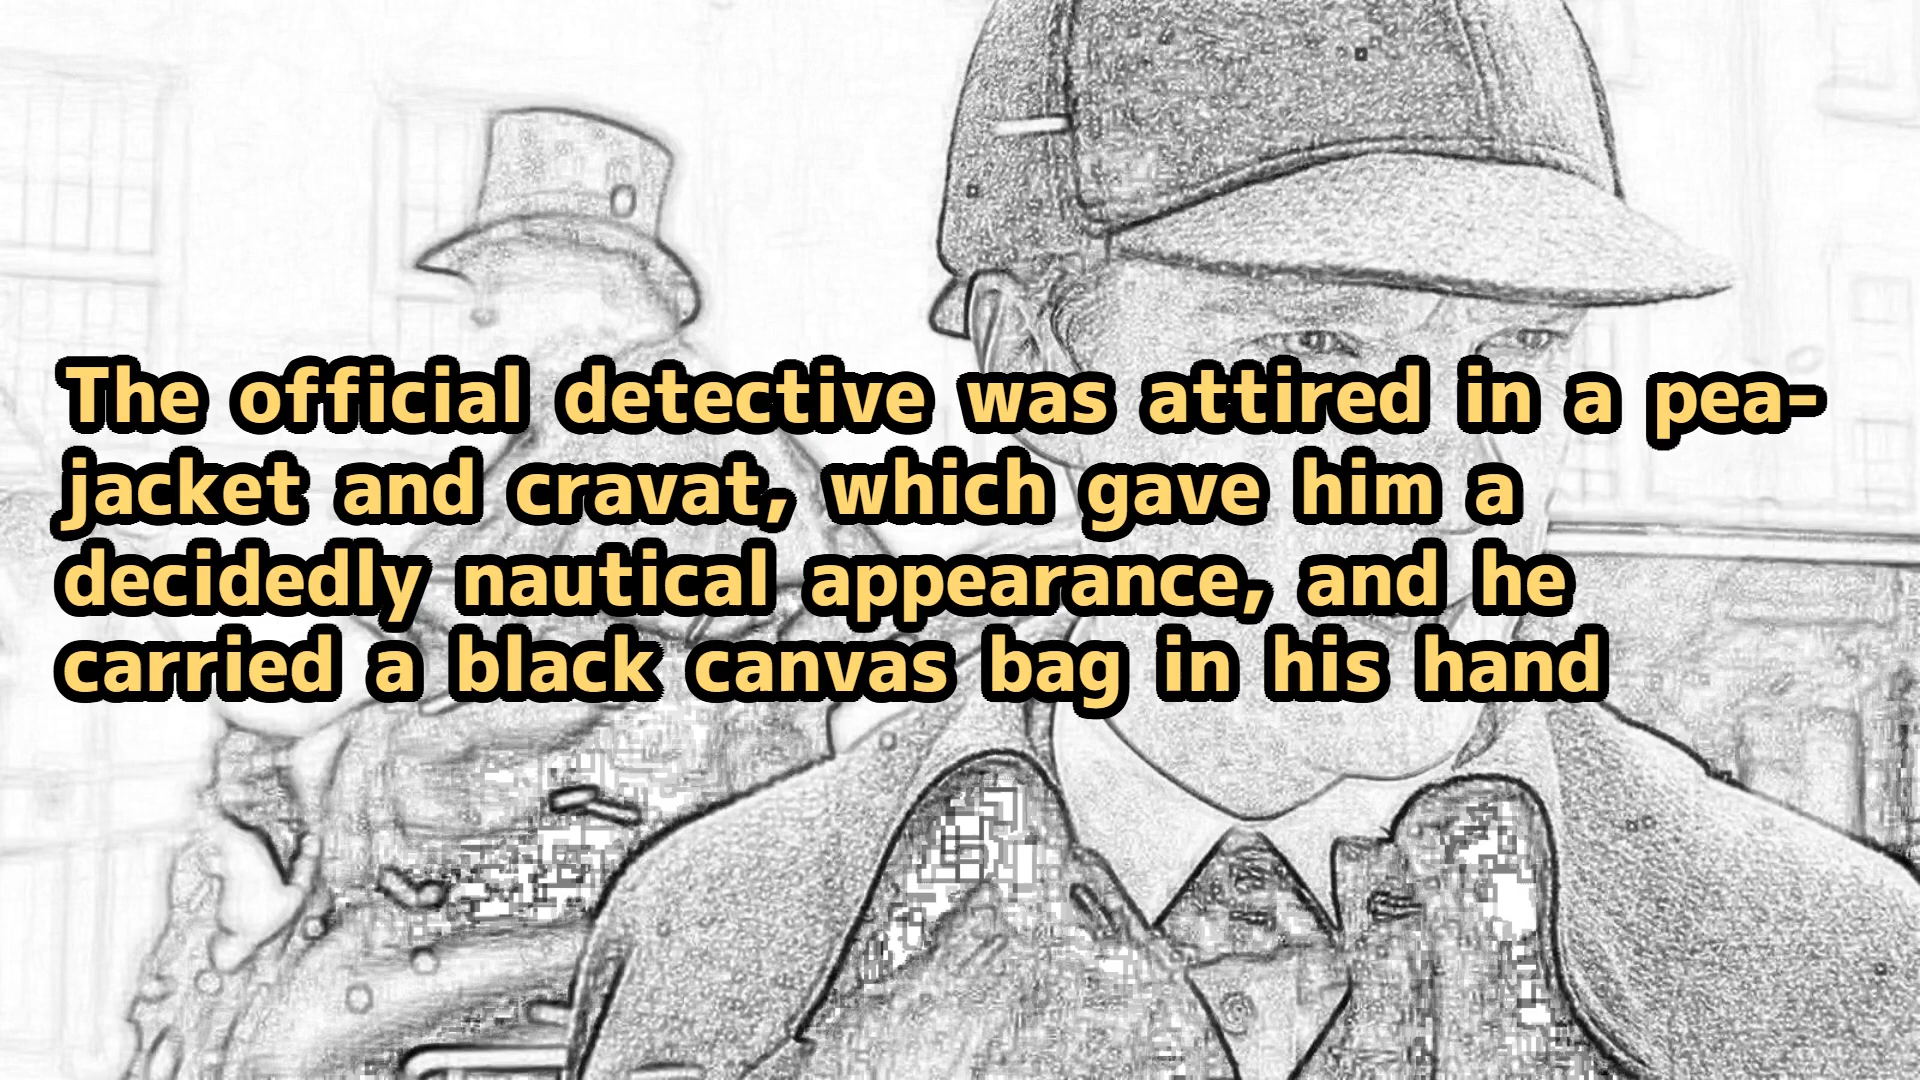 The official detective was attired in a pea-
jacket and cravat, which gave him a
decidedly nautical appearance, and he
carried a black canvas bag in his hand